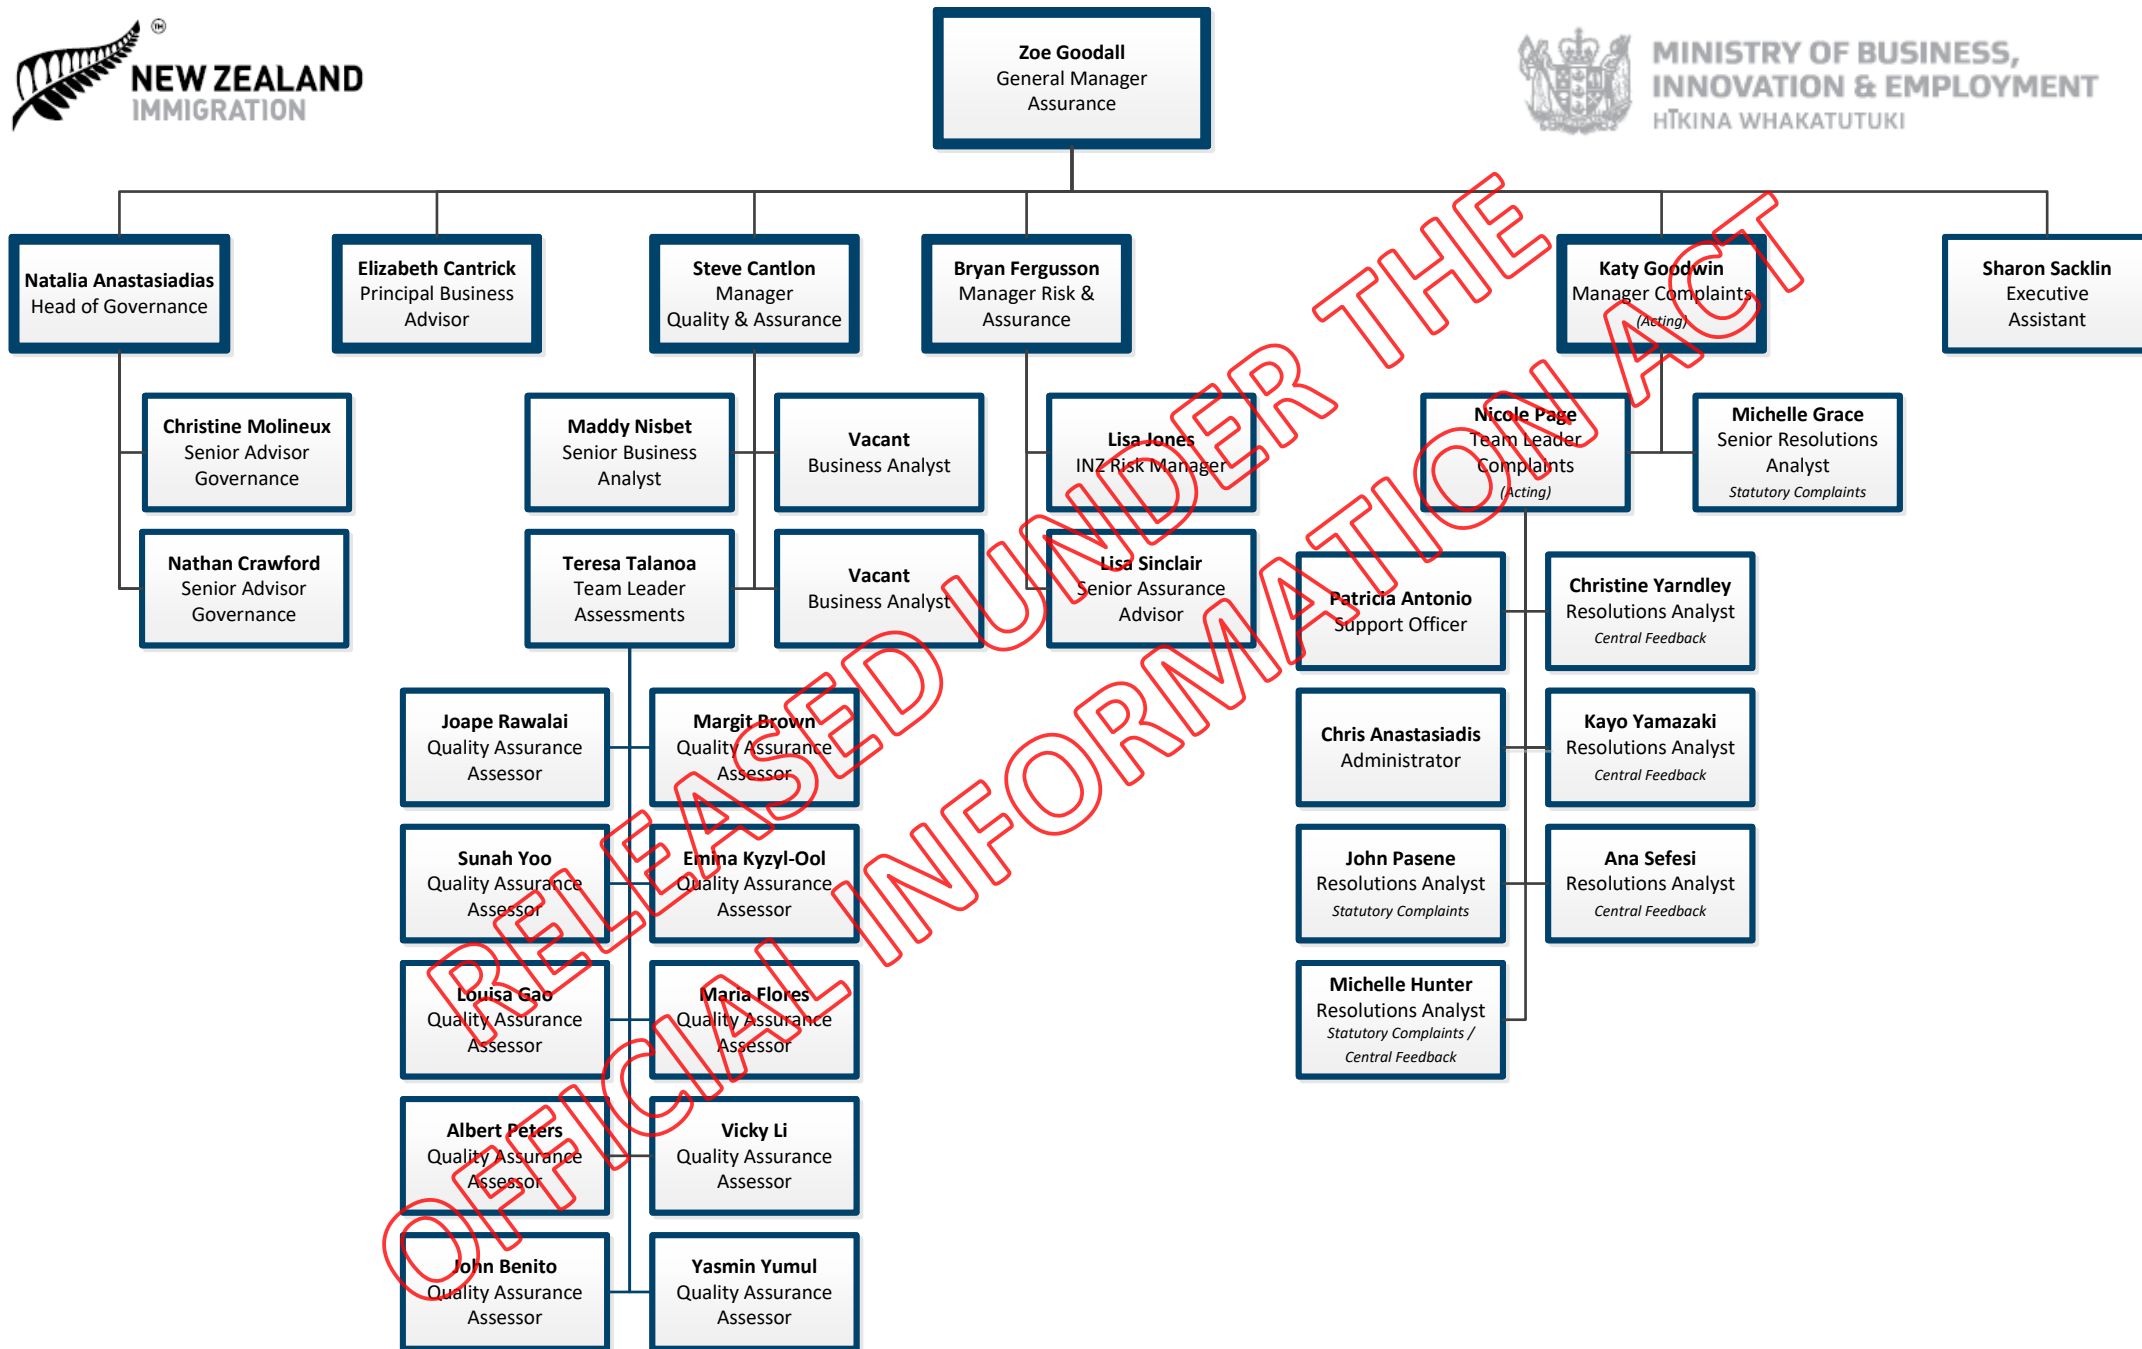 NEW ZEALAND
IMMIGRATION
™
Zoe Goodall
General Manager
Assurance
MINISTRY OF BUSINESS,
INNOVATION & EMPLOYMENT
HĪKINA WHAKATUTUKI
Natalia Anastasiadias
Head of Governance
Elizabeth Cantrick
Principal Business
Advisor
Steve Cantlon
Manager
Quality & Assurance
Bryan Fergusson
Manager Risk &
Assurance
Katy Goodwin
Manager Complaints
(Acting)
Sharon Sacklin
Executive
Assistant
Christine Molineux
Senior Advisor
Governance
Maddy Nisbet
Senior Business
Analyst
Vacant
Business Analyst
Lisa Jones
INZ Risk Manager
Nicole Page
Team Leader
Complaints
(Acting)
Michelle Grace
Senior Resolutions
Analyst
Statutory Complaints
Nathan Crawford
Senior Advisor
Governance
Teresa Talanoa
Team Leader
Assessments
Vacant
Business Analyst
Lisa Sinclair
Senior Assurance
Advisor
Patricia Antonio
Support Officer
Christine Yarndley
Resolutions Analyst
Central Feedback
Joape Rawalai
Quality Assurance
Assessor
Margit Brown
Quality Assurance
Assessor
Chris Anastasiadis
Administrator
Kayo Yamazaki
Resolutions Analyst
Central Feedback
Sunah Yoo
Quality Assurance
Assessor
Emina Kyzyl-Ool
Quality Assurance
Assessor
John Pasene
Resolutions Analyst
Statutory Complaints
Ana Sefesi
Resolutions Analyst
Central Feedback
Louisa Gao
Quality Assurance
Assessor
Maria Flores
Quality Assurance
Assessor
Michelle Hunter
Resolutions Analyst
Statutory Complaints /
Central Feedback
Albert Peters
Quality Assurance
Assessor
Vicky Li
Quality Assurance
Assessor
John Benito
Quality Assurance
Assessor
Yasmin Yumul
Quality Assurance
Assessor
RELEASED UNDER THE
OFFICIAL INFORMATION ACT